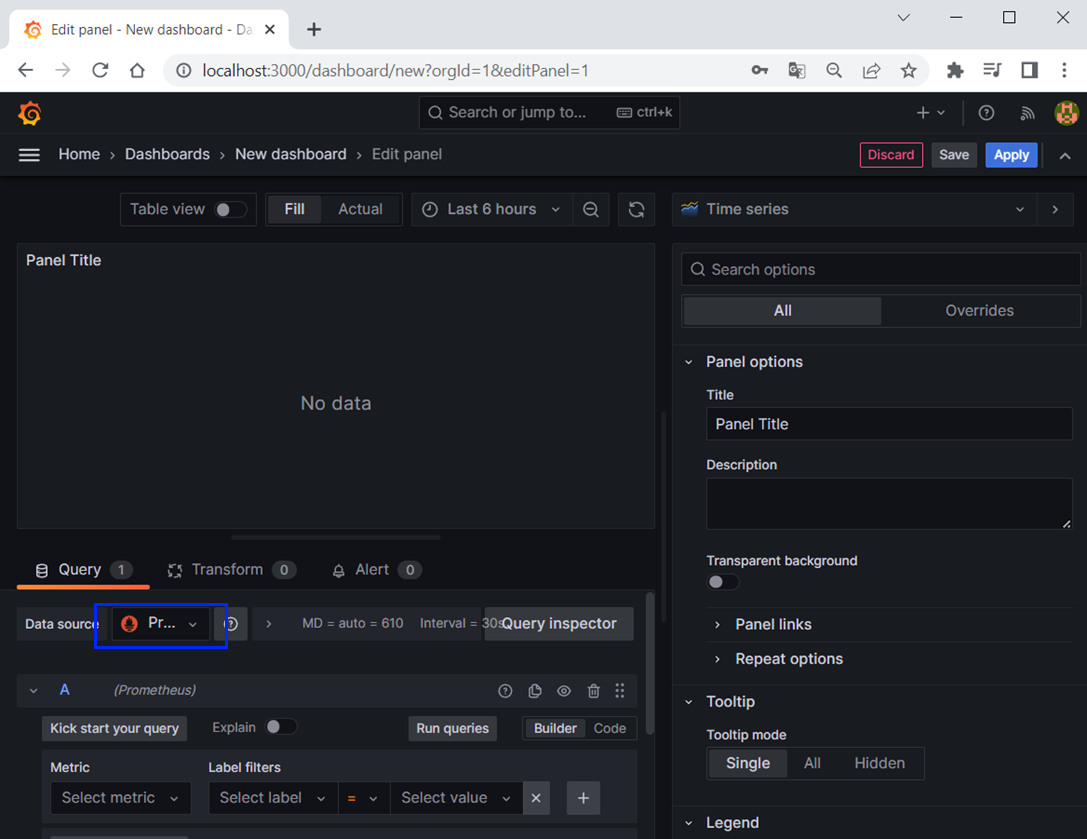 Edit panel - New dashboard - Da
localhost:3000/dashboard/new?orgId=1&editPanel=1
Search or jump to... ctrl+k
Home › Dashboards › New dashboard › Edit panel Discard Save Apply
Table view Fill Actual Last 6 hours Time series
Panel Title
No data
Search options
All Overrides
Panel options
Title
Panel Title
Description
Transparent background
Panel links
Repeat options
Tooltip
Tooltip mode
Single All Hidden
Legend
Query 1 Transform 0 Alert 0
Data source Pr... MD = auto = 610 Interval = 30s Query inspector
A (Prometheus)
Kick start your query Explain Run queries Builder Code
Metric Label filters
Select metric Select label = Select value